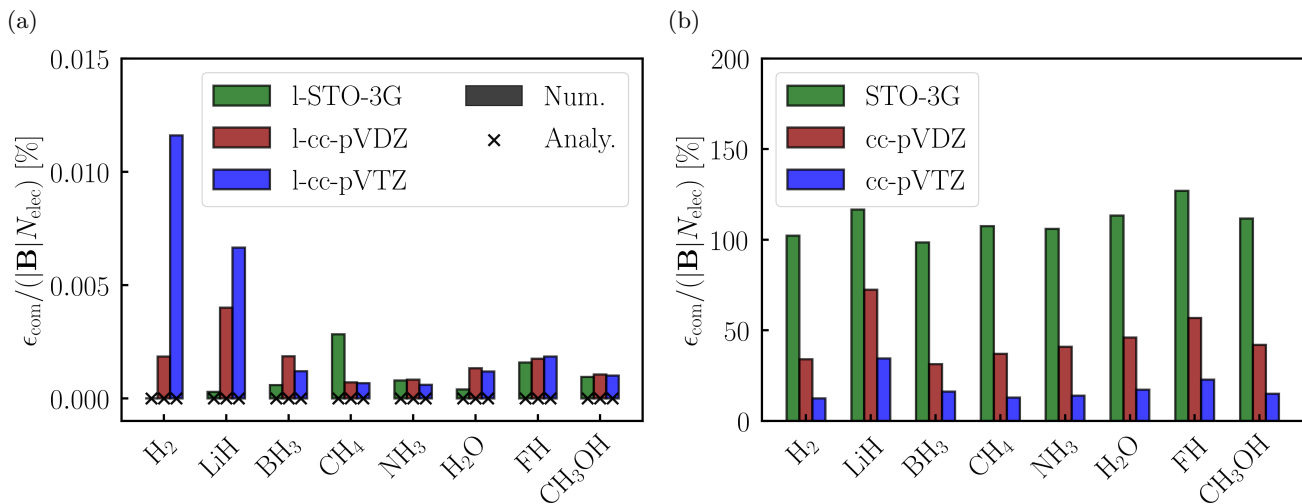 (a)
0.015
0.010
0.005
0.000
ϵcom/(|B|Nelec) [%]
l-STO-3G
l-cc-pVDZ
l-cc-pVTZ
Num.
Analy.
H2
LiH
BH3
CH4
NH3
H2O
FH
CH3OH
(b)
200
150
100
50
0
ϵcom/(|B|Nelec) [%]
STO-3G
cc-pVDZ
cc-pVTZ
H2
LiH
BH3
CH4
NH3
H2O
FH
CH3OH